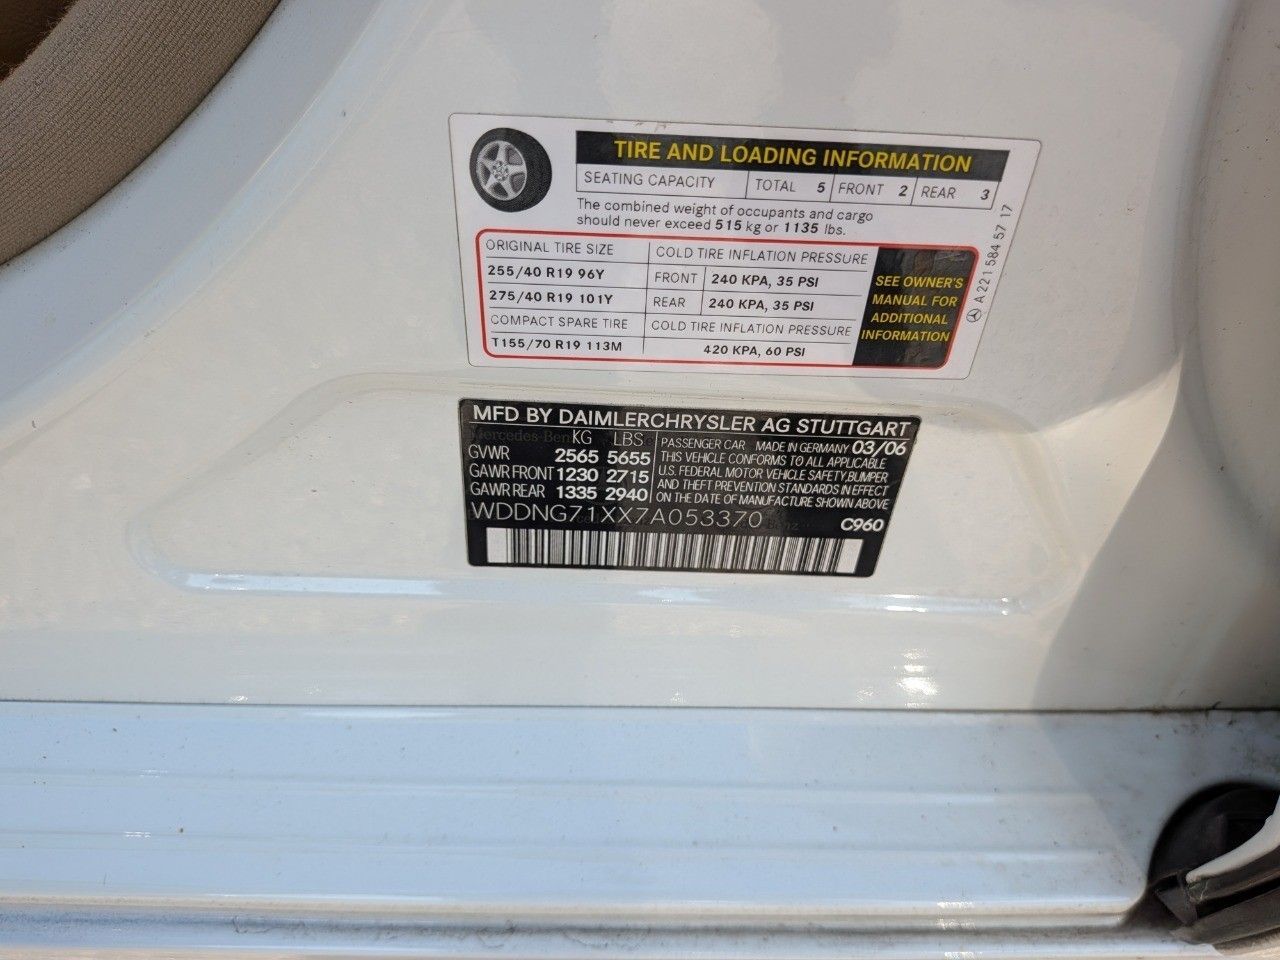 TIRE AND LOADING INFORMATION
SEATING CAPACITY TOTAL 5 FRONT 2 REAR 3
The combined weight of occupants and cargo
should never exceed 515 kg or 1135 lbs.
ORIGINAL TIRE SIZE COLD TIRE INFLATION PRESSURE
255/40 R19 96Y FRONT 240 KPA, 35 PSI
275/40 R19 101Y REAR 240 KPA, 35 PSI
COMPACT SPARE TIRE COLD TIRE INFLATION PRESSURE
T155/70 R19 113M 420 KPA, 60 PSI
SEE OWNER'S
MANUAL FOR
ADDITIONAL
INFORMATION
A 221 584 57 17
MFD BY DAIMLERCHRYSLER AG STUTTGART
Mercedes-Benz
KG LBS
GVWR 2565 5655
GAWR FRONT 1230 2715
GAWR REAR 1335 2940
PASSENGER CAR MADE IN GERMANY 03/06
THIS VEHICLE CONFORMS TO ALL APPLICABLE
U.S. FEDERAL MOTOR VEHICLE SAFETY,BUMPER
AND THEFT PREVENTION STANDARDS IN EFFECT
ON THE DATE OF MANUFACTURE SHOWN ABOVE
WDDNG71XX7A053370 C960